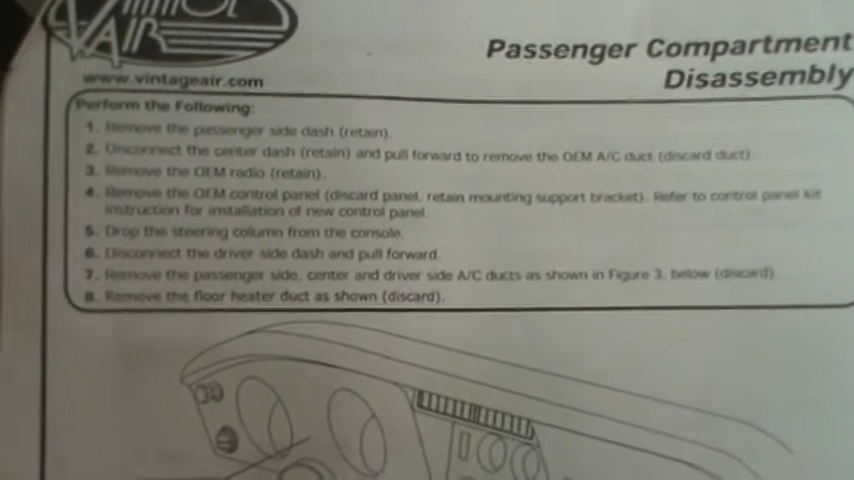 VINTAGE
AIR
www.vintageair.com
Passenger Compartment
Disassembly
Perform the Following:
1. Remove the passenger side dash (retain).
2. Disconnect the center dash (retain) and pull forward to remove the OEM A/C duct (discard duct).
3. Remove the OEM radio (retain).
4. Remove the OEM control panel (discard panel, retain mounting support bracket). Refer to control panel kit
instruction for installation of new control panel.
5. Drop the steering column from the console.
6. Disconnect the driver side dash and pull forward.
7. Remove the passenger side, center and driver side A/C ducts as shown in Figure 3, below (discard).
8. Remove the floor heater duct as shown (discard).